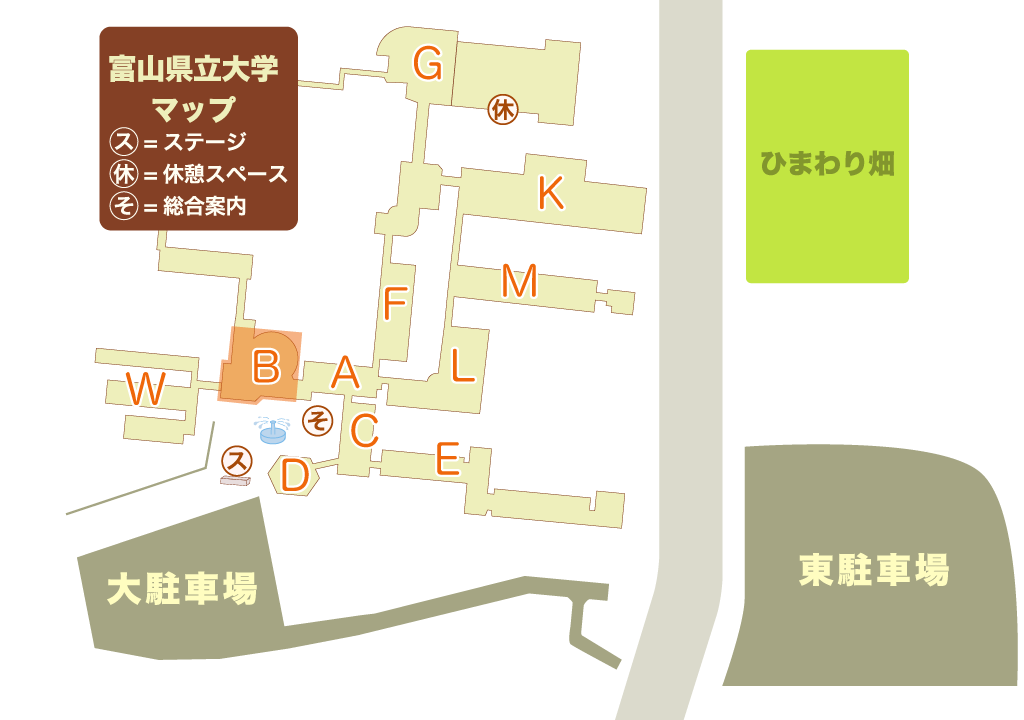 富山県立大学
マップ
ス = ステージ
休 = 休憩スペース
そ = 総合案内
G
休
K
ひまわり畑
M
F
B
A
L
W
そ
C
ス
D
E
大駐車場
東駐車場